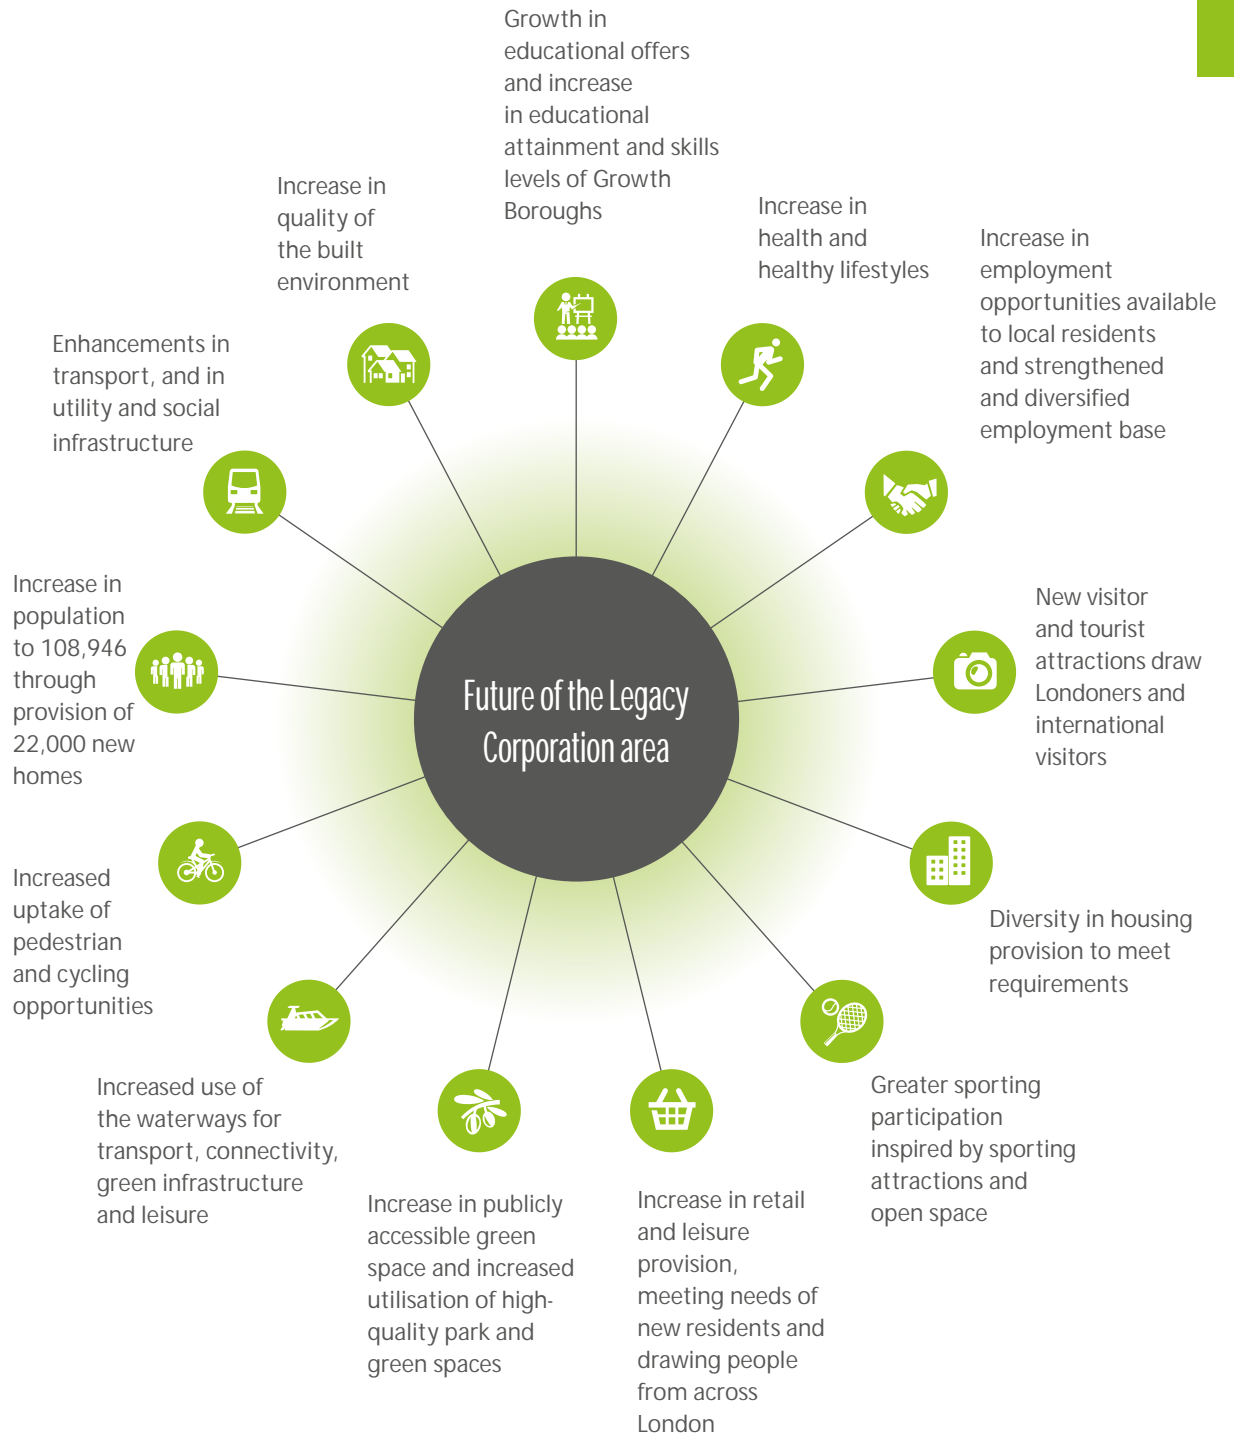 Growth in
educational offers
and increase
in educational
attainment and skills
levels of Growth
Boroughs
Increase in
health and
healthy lifestyles
Increase in
employment
opportunities available
to local residents
and strengthened
and diversified
employment base
New visitor
and tourist
attractions draw
Londoners and
international
visitors
Diversity in housing
provision to meet
requirements
Greater sporting
participation
inspired by sporting
attractions and
open space
Increase in retail
and leisure
provision,
meeting needs of
new residents and
drawing people
from across
London
Increase in publicly
accessible green
space and increased
utilisation of high-
quality park and
green spaces
Increased use of
the waterways for
transport, connectivity,
green infrastructure
and leisure
Increased
uptake of
pedestrian
and cycling
opportunities
Increase in
population
to 108,946
through
provision of
22,000 new
homes
Enhancements in
transport, and in
utility and social
infrastructure
Increase in
quality of
the built
environment
Future of the Legacy
Corporation area